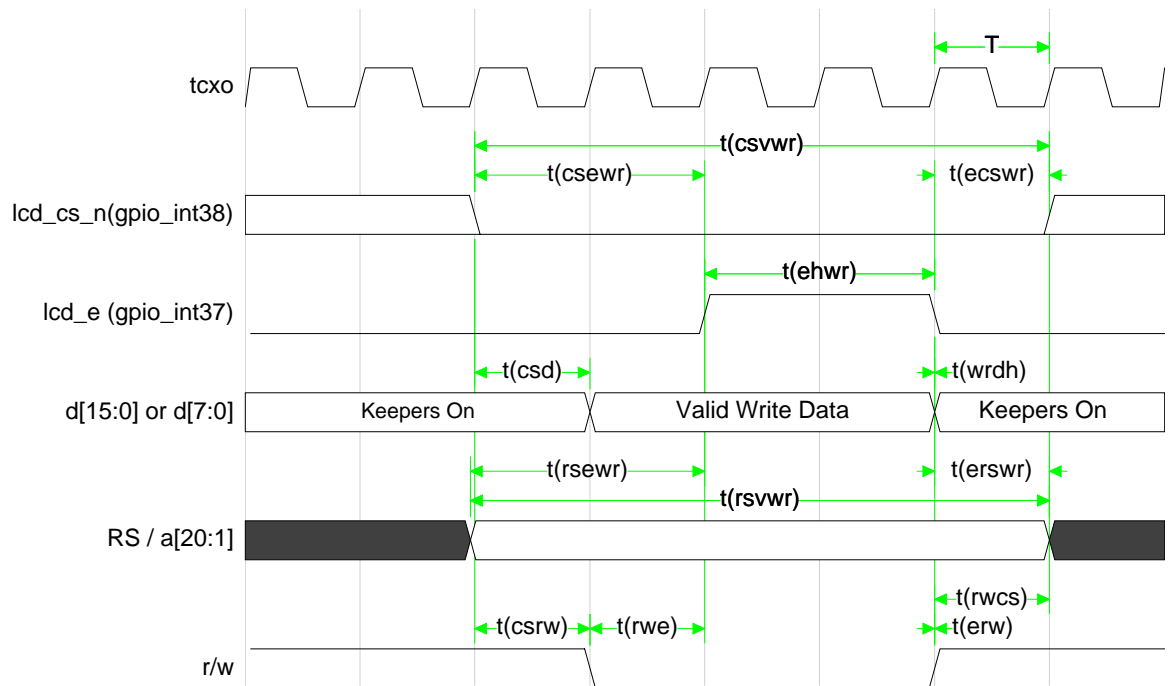 T
tcxo
t(csvwr)
t(csewr) t(ecswr)
lcd_cs_n(gpio_int38)
t(ehwr)
lcd_e (gpio_int37)
t(csd) t(wrdh)
d[15:0] or d[7:0] Keepers On Valid Write Data Keepers On
t(rsewr) t(erswr)
t(rsvwr)
RS / a[20:1]
t(rwcs)
t(csrw) t(rwe) t(erw)
r/w